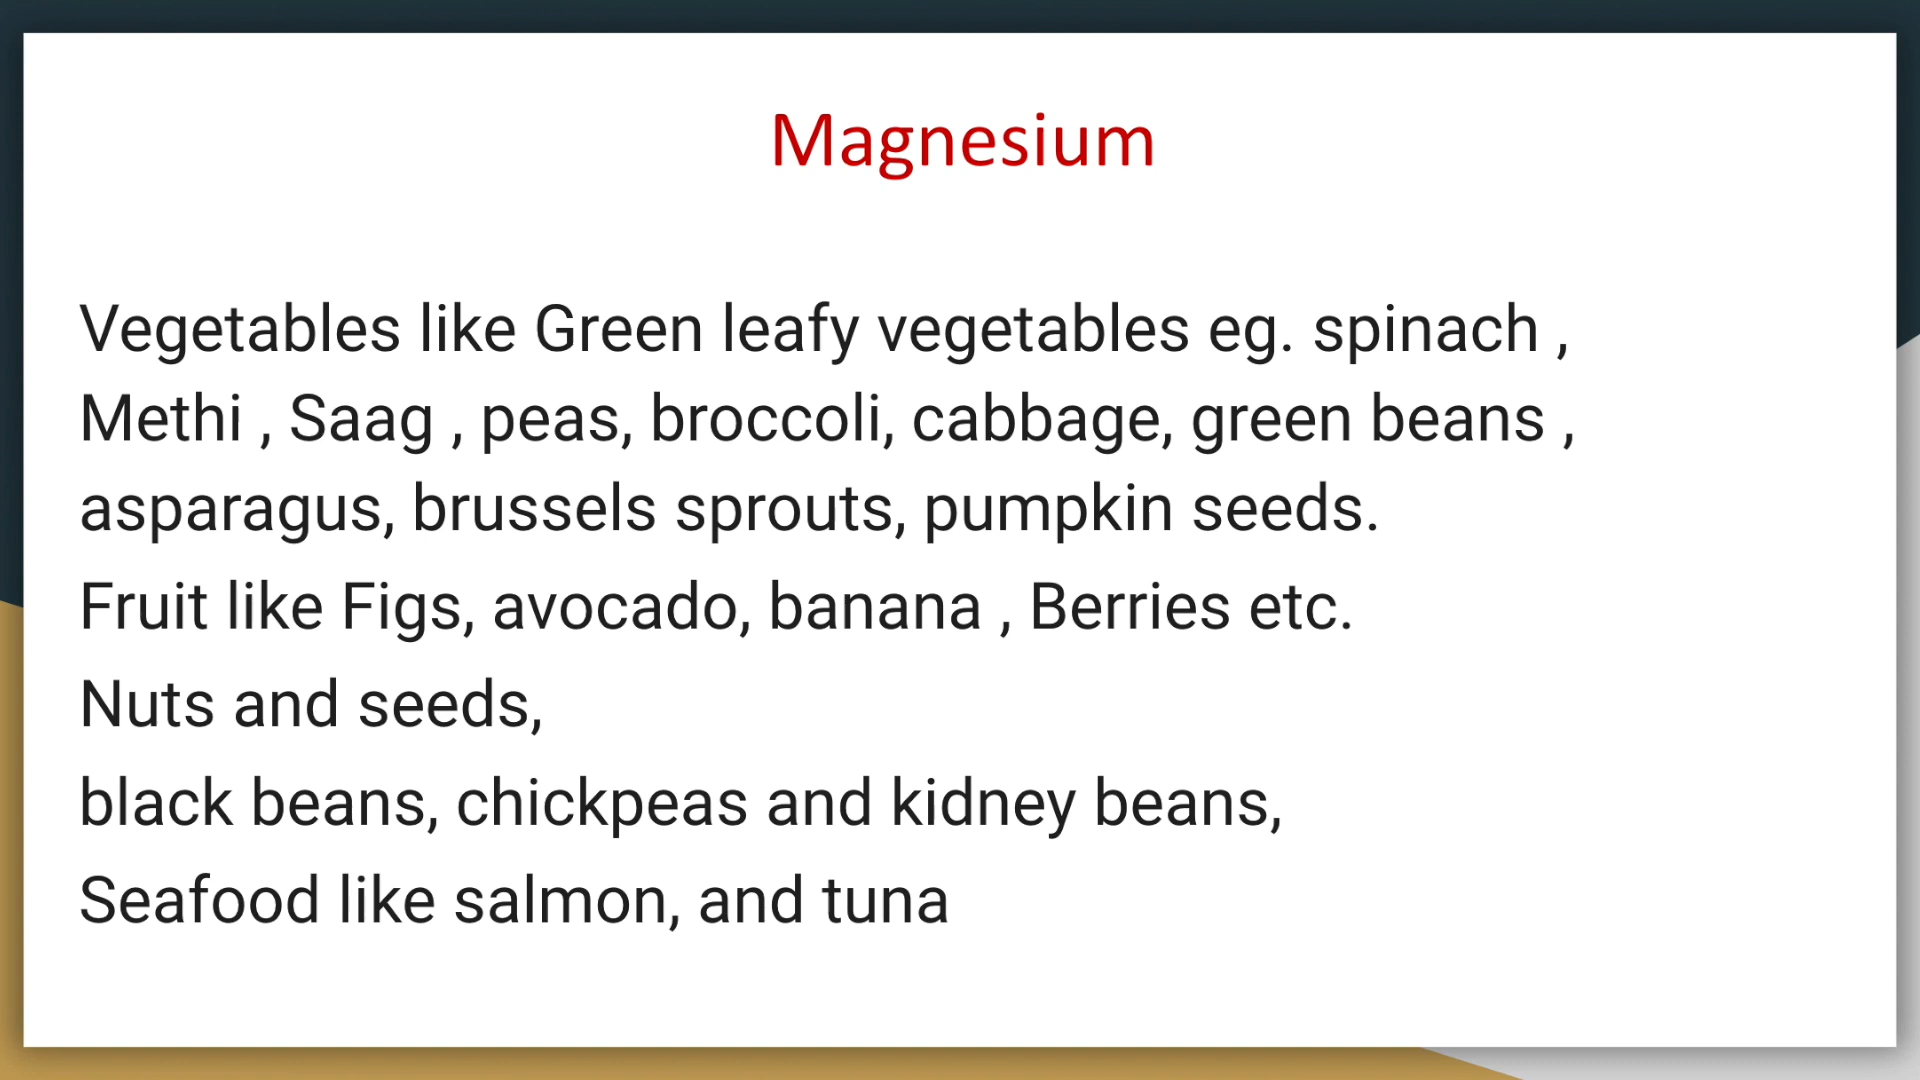 Magnesium
Vegetables like Green leafy vegetables eg. spinach ,
Methi , Saag , peas, broccoli, cabbage, green beans ,
asparagus, brussels sprouts, pumpkin seeds.
Fruit like Figs, avocado, banana , Berries etc.
Nuts and seeds,
black beans, chickpeas and kidney beans,
Seafood like salmon, and tuna